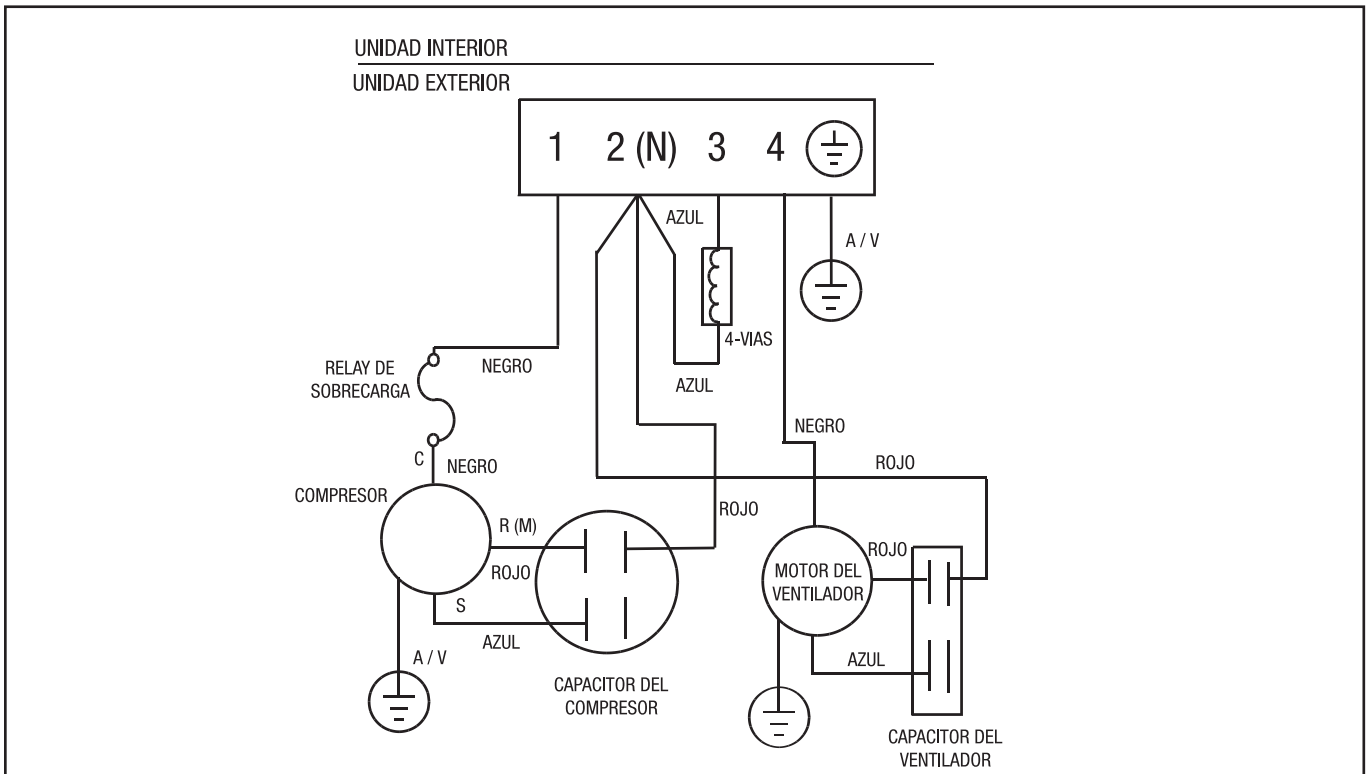 UNIDAD INTERIOR
UNIDAD EXTERIOR
1 2 (N) 3 4
AZUL
A / V
4-VIAS
NEGRO
AZUL
RELAY DE
SOBRECARGA
NEGRO
C
NEGRO
ROJO
COMPRESOR
R (M)
ROJO
ROJO
ROJO
MOTOR DEL
VENTILADOR
S
AZUL
AZUL
A / V
CAPACITOR DEL
COMPRESOR
CAPACITOR DEL
VENTILADOR